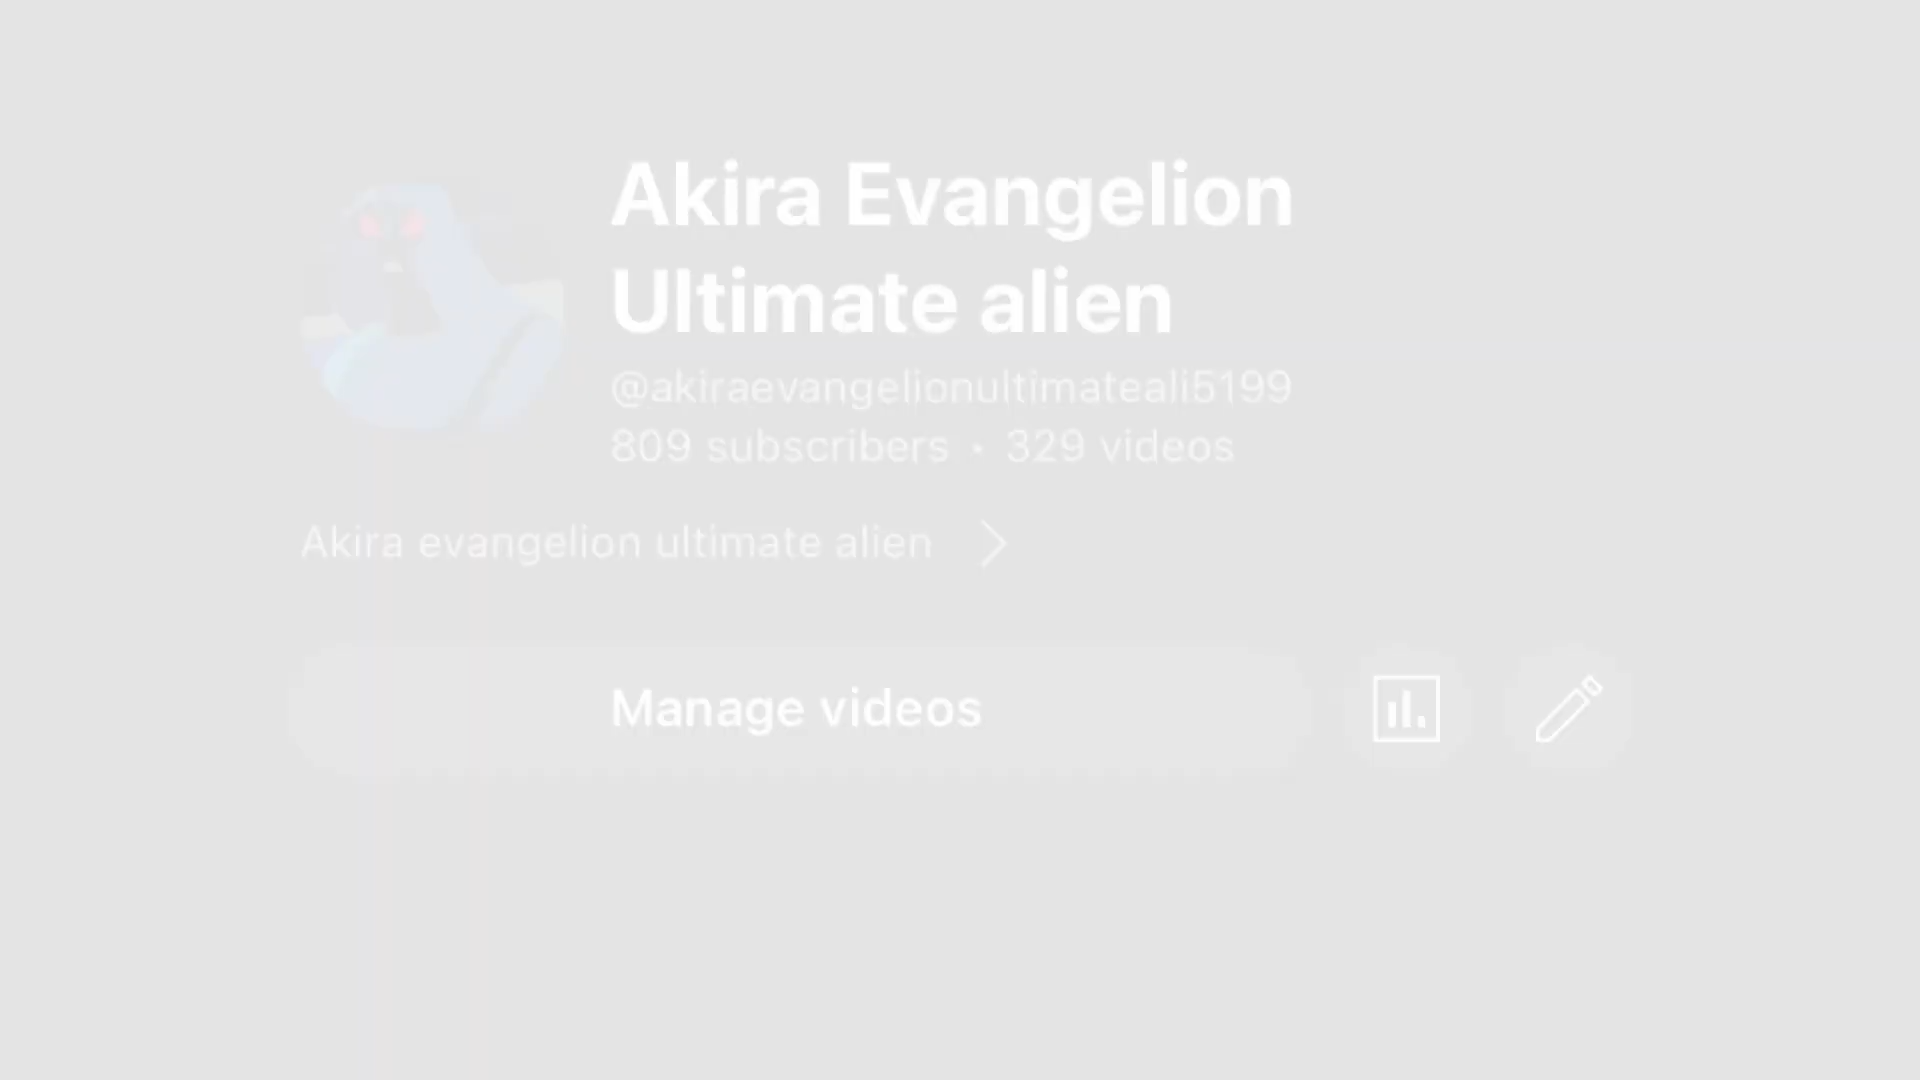 Akira Evangelion
Ultimate alien
@akiraevangelionultimateali5199
809 subscribers • 329 videos
Akira evangelion ultimate alien
Manage videos